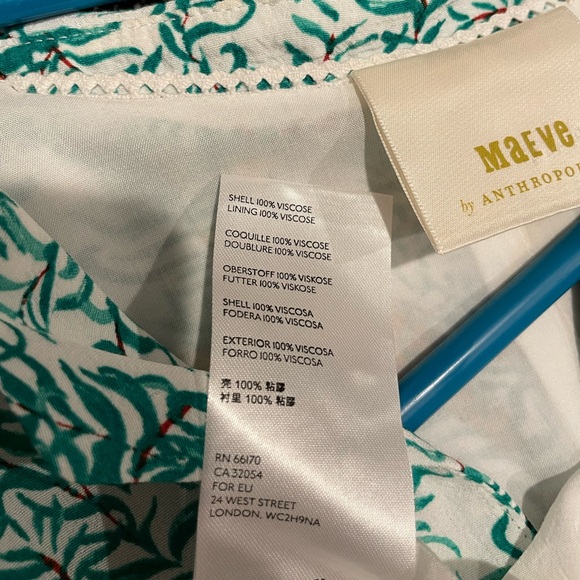 MaEVE
by ANTHROPO
SHELL 100% VISCOSE
LINING 100% VISCOSE
COQUILLE 100% VISCOSE
DOUBLURE 100% VISCOSE
OBERSTOFF 100% VISKOSE
FUTTER 100% VISKOSE
SHELL 100% VISCOSA
FODERA 100% VISCOSA
EXTERIOR 100% VISCOSA
FORRO 100% VISCOSA
壳 100% 粘膠
衬里 100% 粘膠
RN 66170
CA 32054
FOR EU
24 WEST STREET
LONDON, WC2H9NA